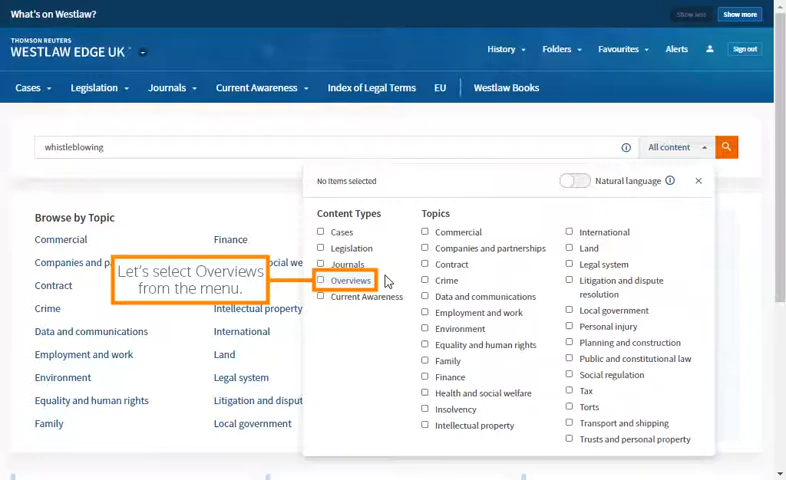 What's on Westlaw?
Show less
Show more
THOMSON REUTERS
WESTLAW EDGE UK
History
Folders
Favourites
Alerts
Sign out
Cases
Legislation
Journals
Current Awareness
Index of Legal Terms
EU
Westlaw Books
whistleblowing
All content
No Items selected
Natural language
Browse by Topic
Commercial
Finance
Companies and pa
ocial we
Contract
Crime
Intellectual property
Data and communications
International
Employment and work
Land
Environment
Legal system
Equality and human rights
Litigation and disput
Family
Local government
Let's select Overviews
from the menu.
Content Types
Cases
Legislation
Journals
Overviews
Current Awareness
Topics
Commercial
Companies and partnerships
Contract
Crime
Data and communications
Employment and work
Environment
Equality and human rights
Family
Finance
Health and social welfare
Insolvency
Intellectual property
International
Land
Legal system
Litigation and dispute
resolution
Local government
Personal injury
Planning and construction
Public and constitutional law
Social regulation
Tax
Torts
Transport and shipping
Trusts and personal property